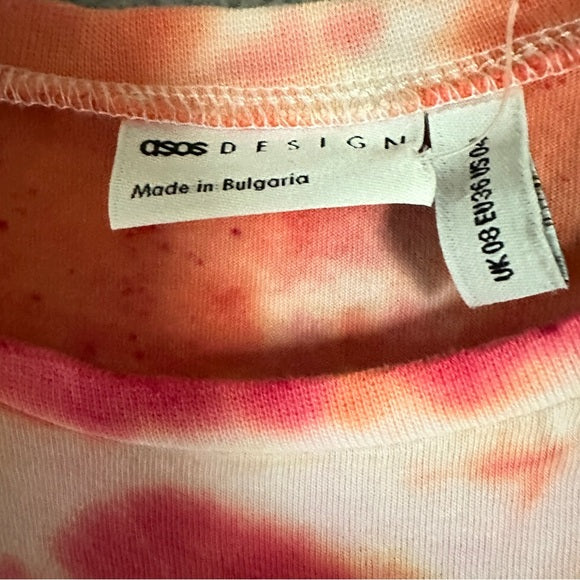 asos DESIGN
Made in Bulgaria
UK 08 EU 36 US 04